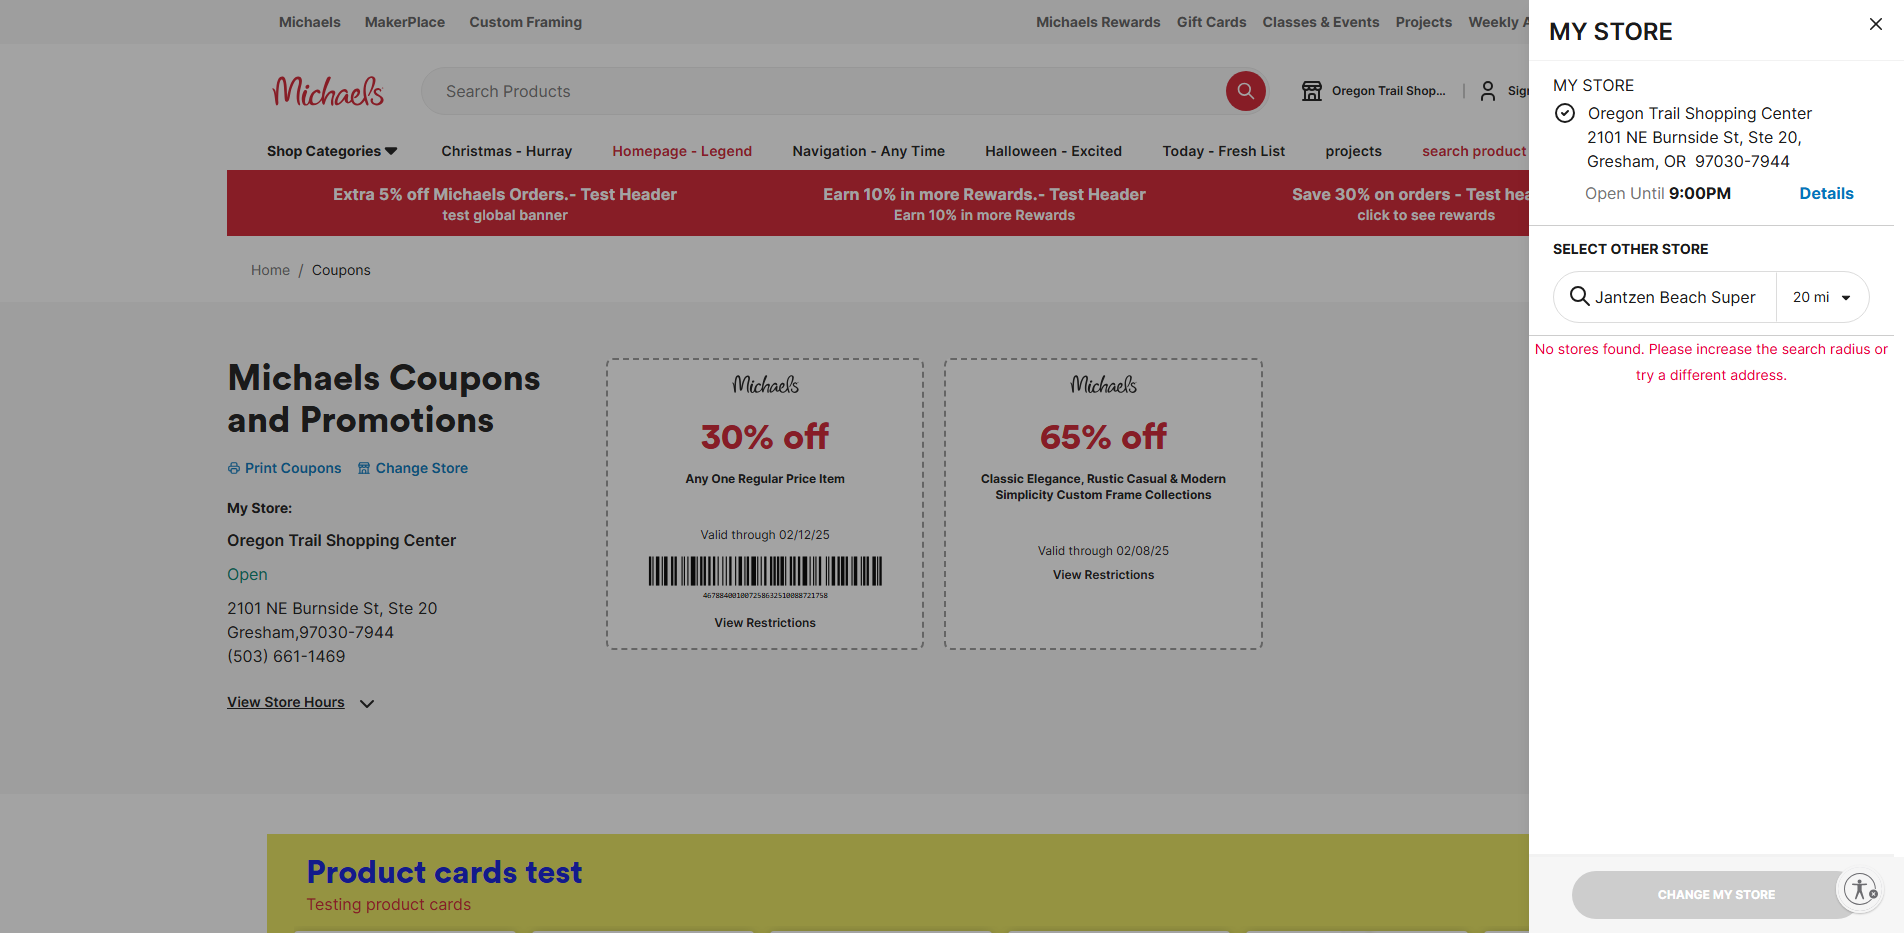 Michaels
MakerPlace
Custom Framing
Michaels Rewards
Gift Cards
Classes & Events
Projects
Weekly A
Michaels
Search Products
Oregon Trail Shop...
Sign
Shop Categories
Christmas - Hurray
Homepage - Legend
Navigation - Any Time
Halloween - Excited
Today - Fresh List
projects
search product
Extra 5% off Michaels Orders.- Test Header
test global banner
Earn 10% in more Rewards.- Test Header
Earn 10% in more Rewards
Save 30% on orders - Test hea
click to see rewards
Home / Coupons
Michaels Coupons
and Promotions
Print Coupons
Change Store
My Store:
Oregon Trail Shopping Center
Open
2101 NE Burnside St, Ste 20
Gresham,97030-7944
(503) 661-1469
View Store Hours
Michaels
30% off
Any One Regular Price Item
Valid through 02/12/25
View Restrictions
Michaels
65% off
Classic Elegance, Rustic Casual & Modern
Simplicity Custom Frame Collections
Valid through 02/08/25
View Restrictions
Product cards test
Testing product cards
MY STORE
MY STORE
Oregon Trail Shopping Center
2101 NE Burnside St, Ste 20,
Gresham, OR 97030-7944
Open Until 9:00PM
Details
SELECT OTHER STORE
Jantzen Beach Super
20 mi
No stores found. Please increase the search radius or
try a different address.
CHANGE MY STORE